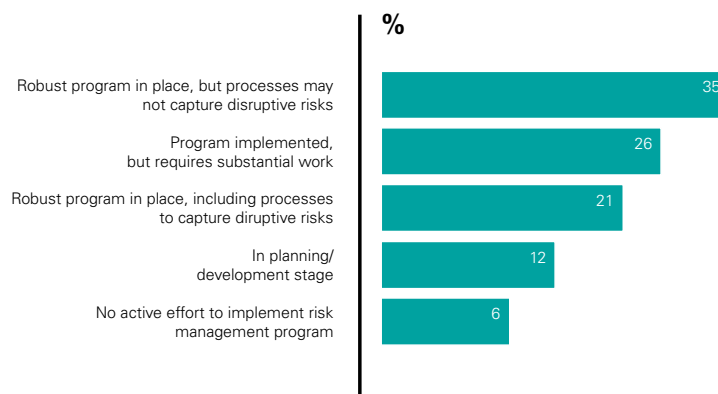 %
Robust program in place, but processes may
not capture disruptive risks
35
Program implemented,
but requires substantial work
26
Robust program in place, including processes
to capture diruptive risks
21
In planning/
development stage
12
No active effort to implement risk
management program
6